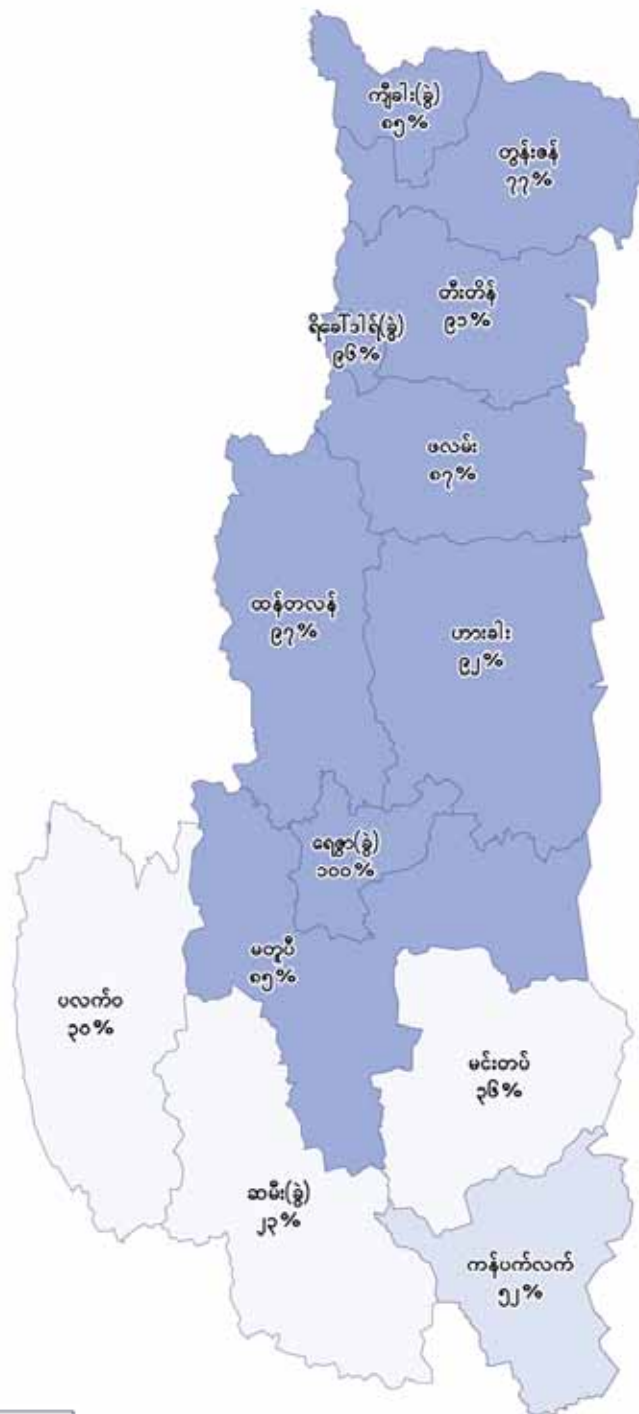 ကျီခါး(ခွဲ)
၈၅%
တွန်းဇန်
၇၇%
တီးတိန်
၉၁%
ရိခေါ်ဒါရ်(ခွဲ)
၉၆%
ဖလမ်း
၈၇%
ထန်တလန်
၉၇%
ဟားခါး
၉၂%
ရေဇွာ(ခွဲ)
၁၀၀%
မတူပီ
၈၅%
ပလက်ဝ
၃၀%
မင်းတပ်
၃၆%
ဆမီး(ခွဲ)
၂၃%
ကန်ပက်လက်
၅၂%